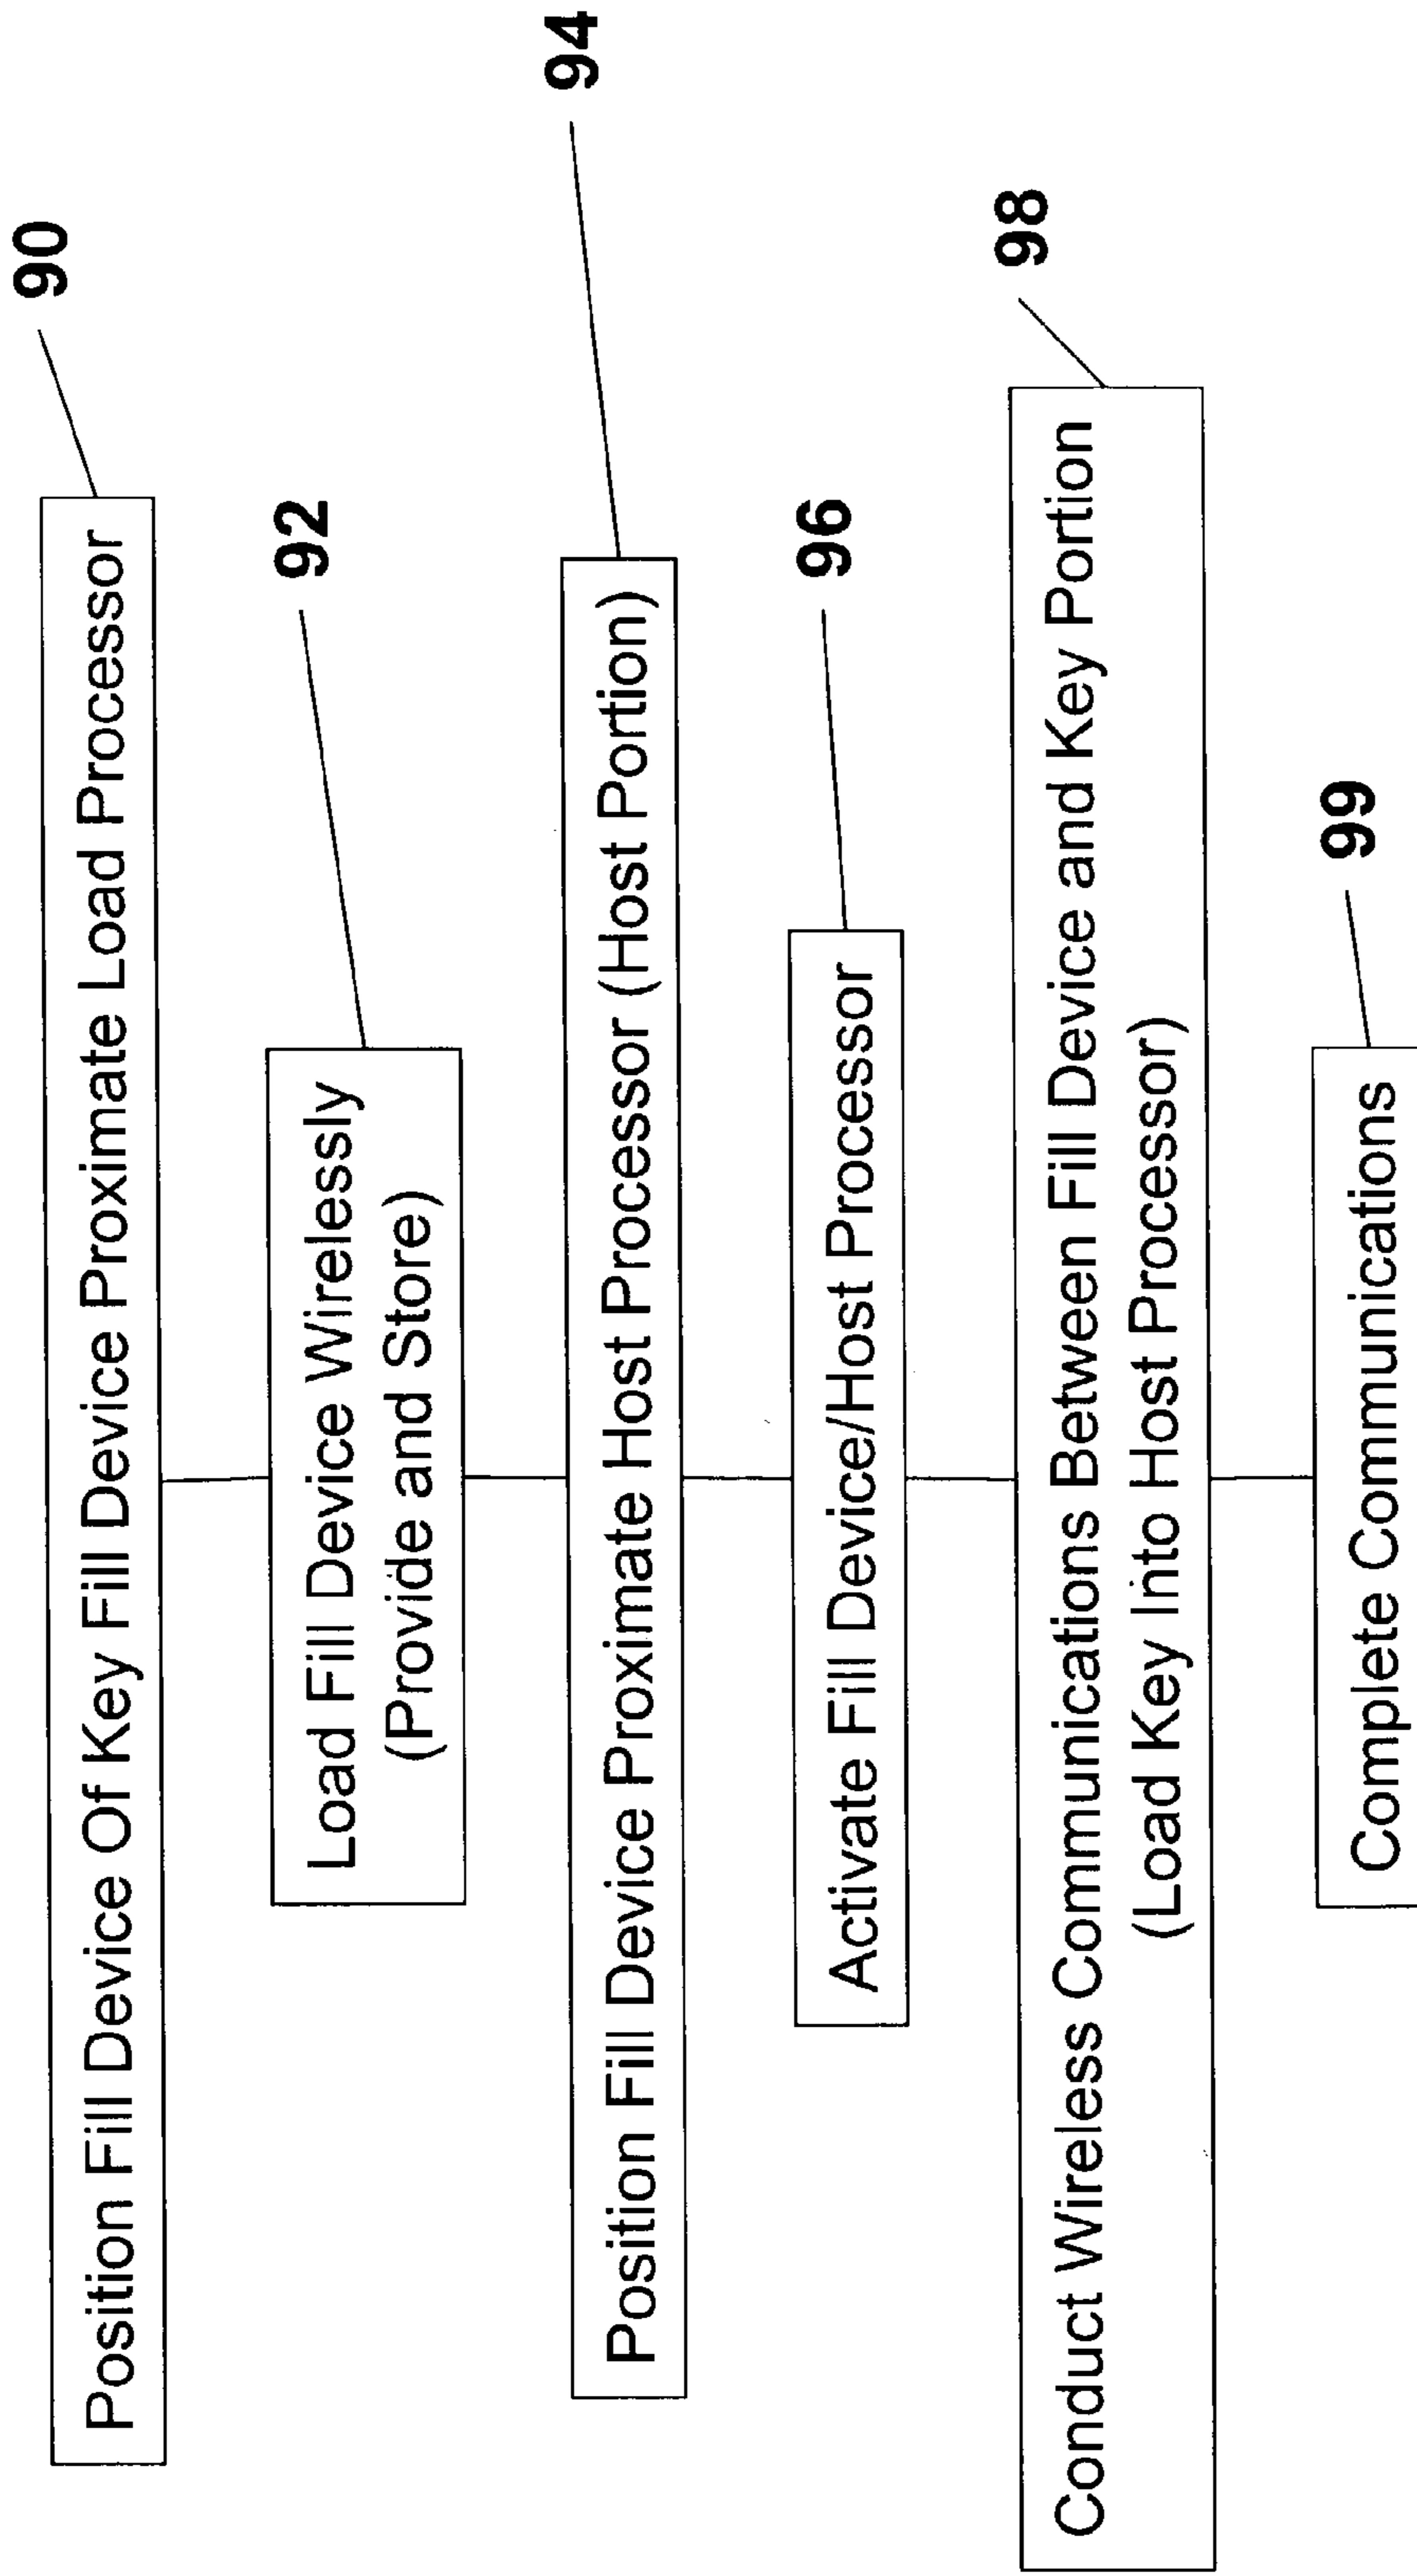 90
Position Fill Device Of Key Fill Device Proximate Load Processor
92
Load Fill Device Wirelessly
(Provide and Store)
94
Position Fill Device Proximate Host Processor (Host Portion)
96
Activate Fill Device/Host Processor
98
Conduct Wireless Communications Between Fill Device and Key Portion
(Load Key Into Host Processor)
99
Complete Communications